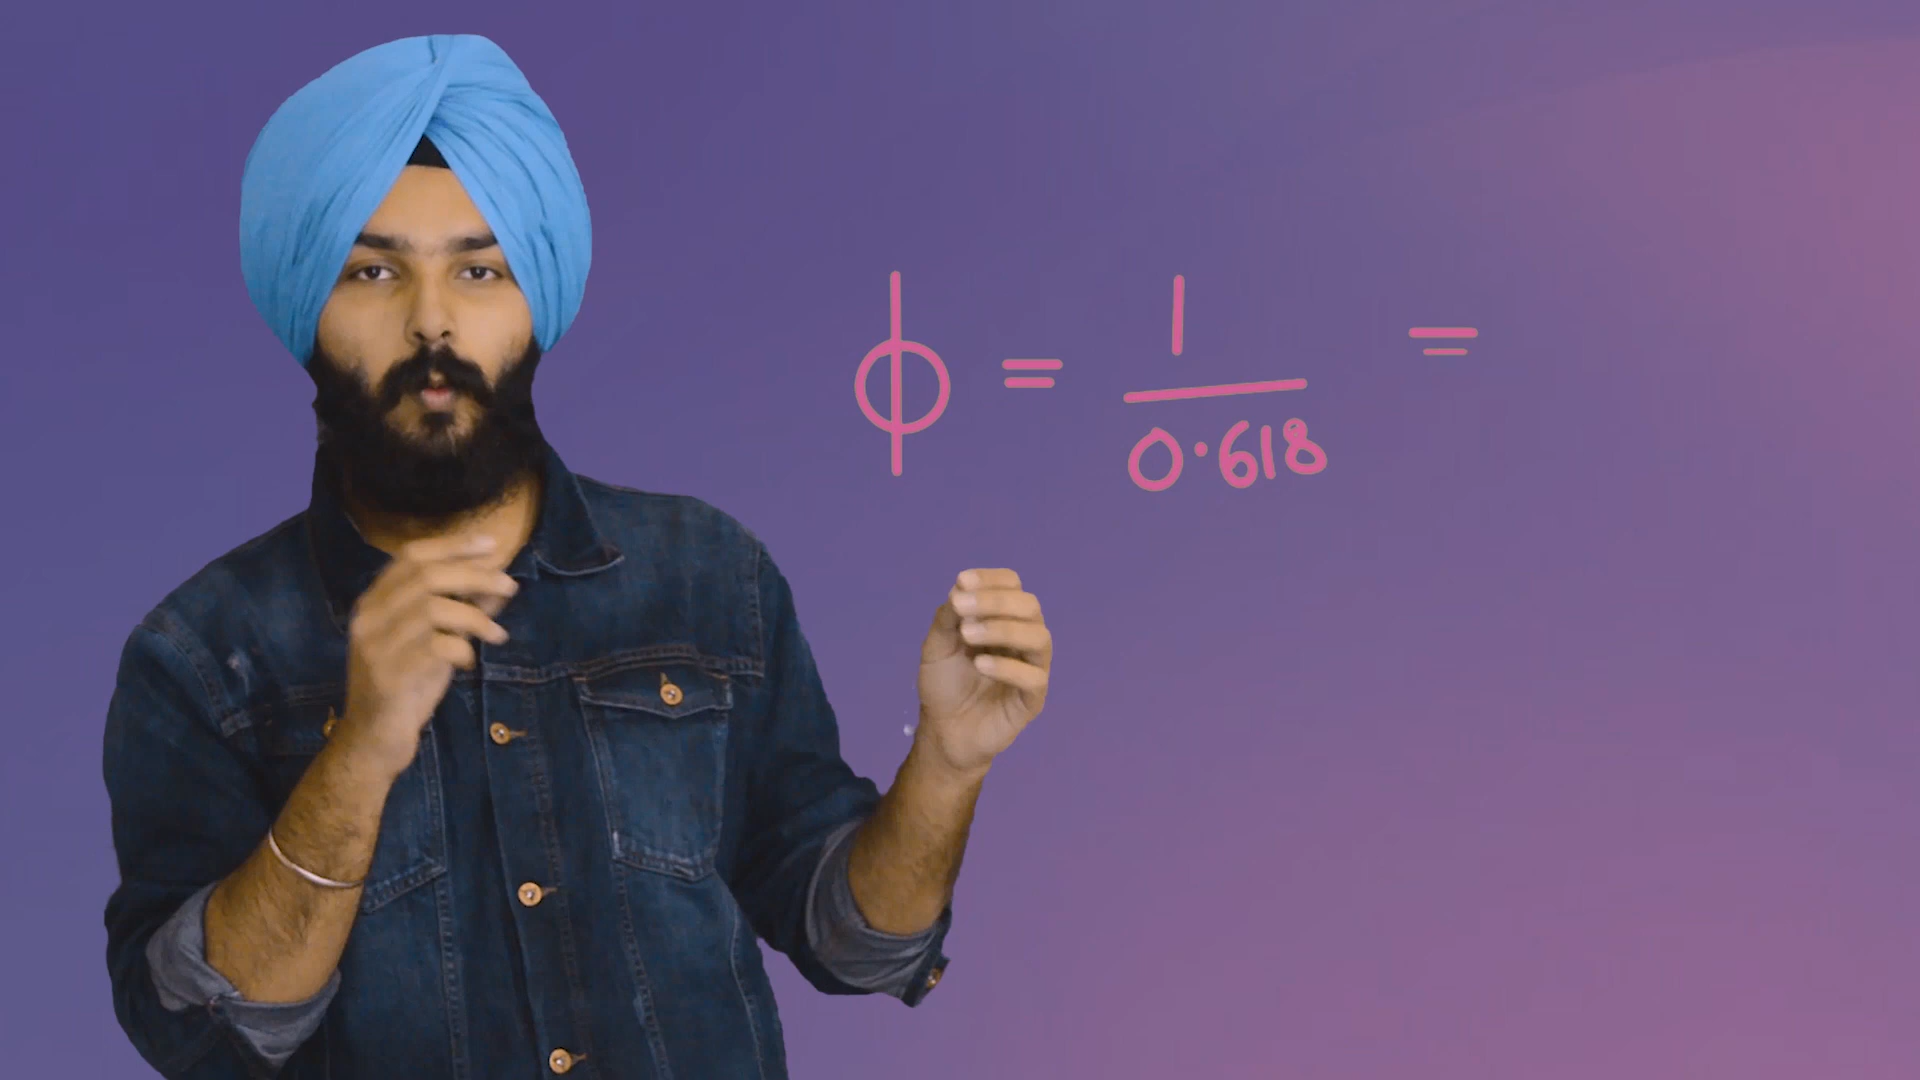 ϕ = 1/0.618 =